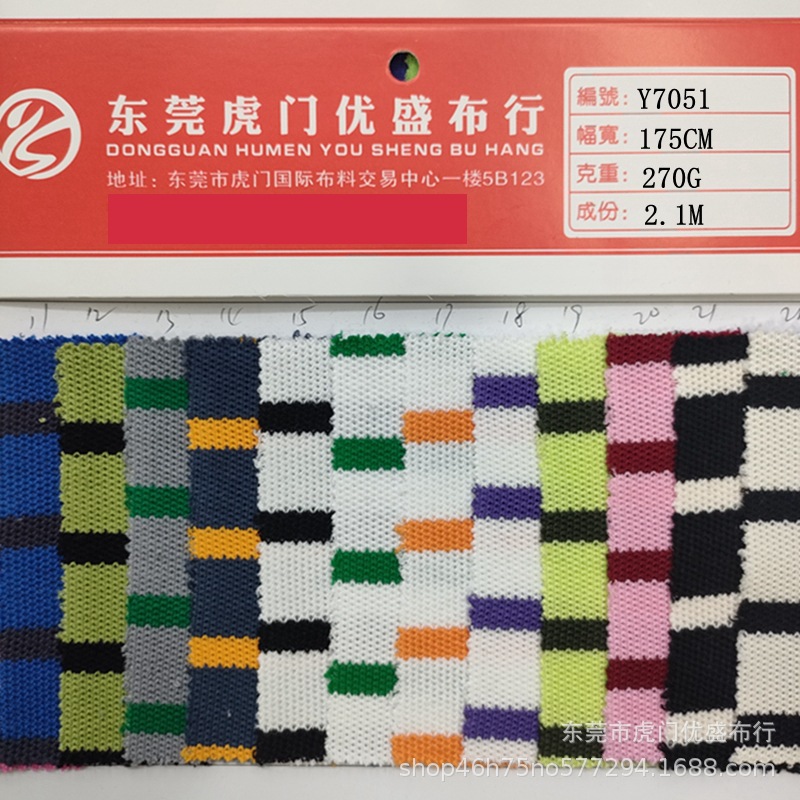 东莞虎门优盛布行
DONGGUAN HUMEN YOU SHENG BU HANG
地址：东莞市虎门国际布料交易中心一楼5B123
編號：Y7051
幅寬：175CM
克重：270G
成份：2.1M
11 12 13 14 15 16 17 18 19 20 21
东莞市虎门优盛布行
shop46h75no577294.1688.com